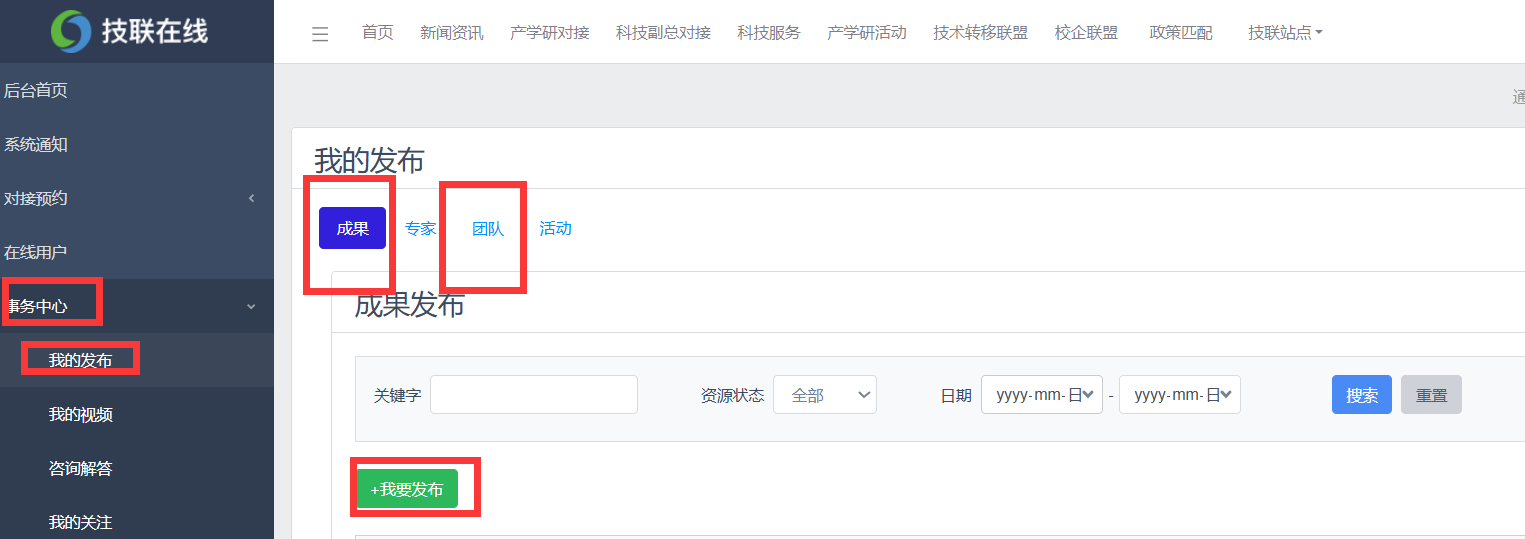 技联在线
首页 新闻资讯 产学研对接 科技副总对接 科技服务 产学研活动 技术转移联盟 校企联盟 政策匹配 技联站点
后台首页
系统通知
对接预约
在线用户
事务中心
我的发布
我的视频
咨询解答
我的关注
通
我的发布
成果 专家 团队 活动
成果发布
关键字 资源状态 全部 日期 yyyy-mm-日 - yyyy-mm-日 搜索 重置
+我要发布